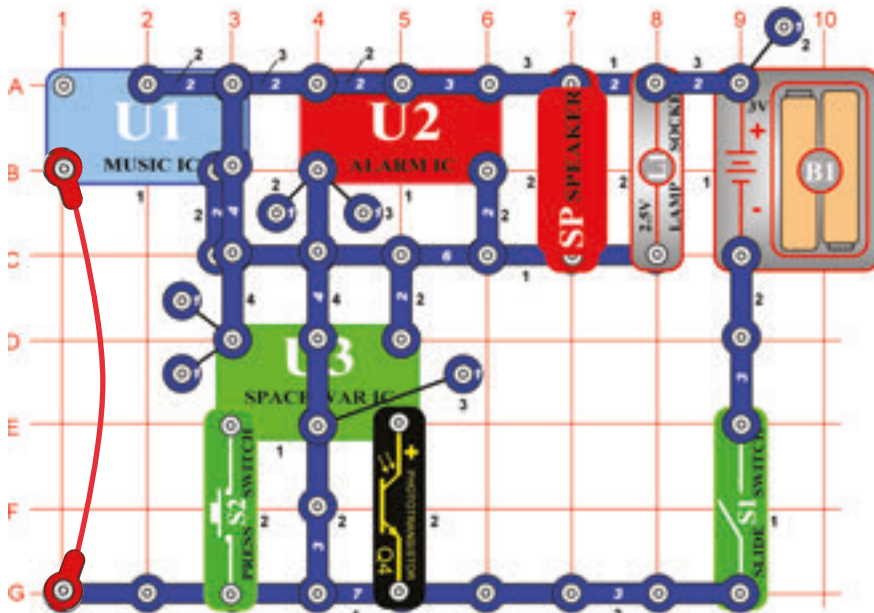 1 2 3 4 5 6 7 8 9 10
A
B
C
D
E
F
G
U1
MUSIC IC
U2
ALARM IC
U3
SPACE WAR IC
SP SPEAKER
L1
2.5V
LAMP SOCKE
3V
+
-
B1
S2
PRESS SWITCH
+
PHOTOTRANSISTOR
Q4
S1
SLIDE SWITCH